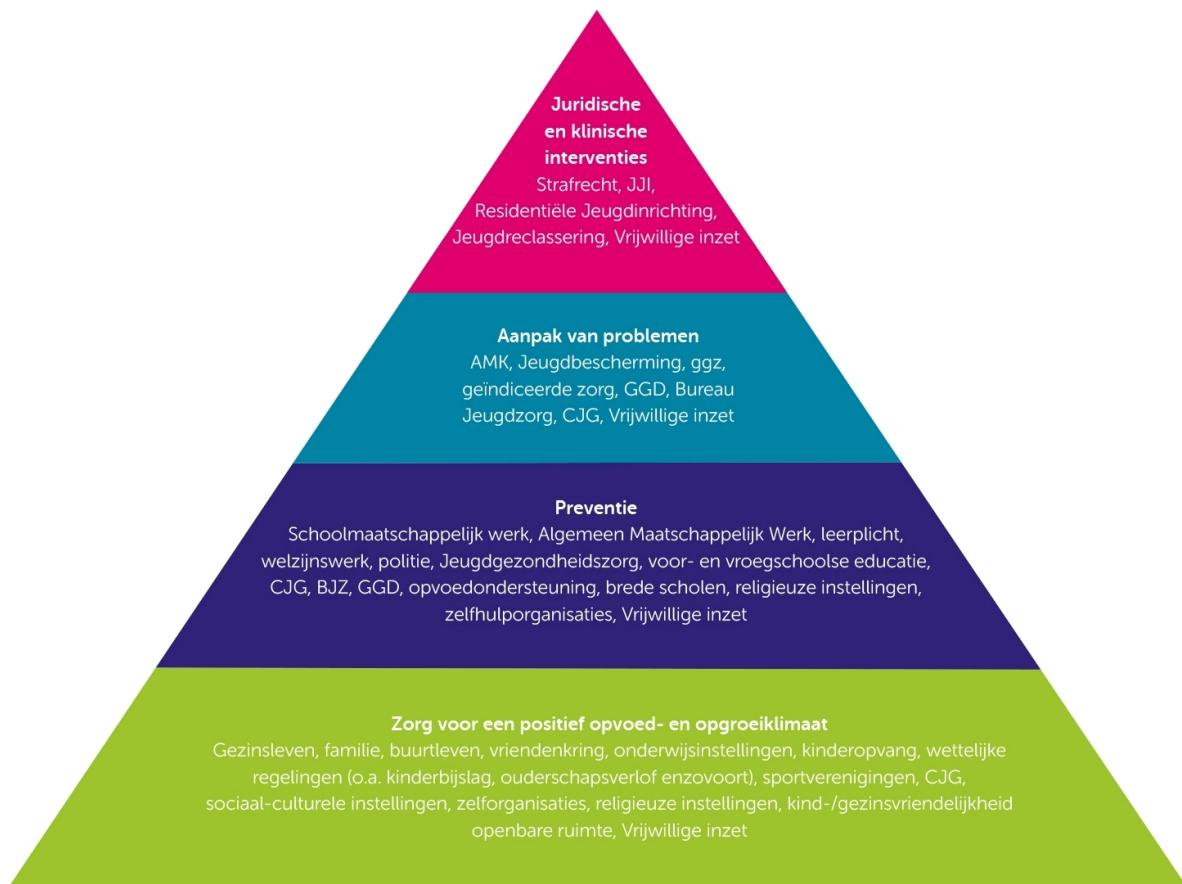 Juridische
en klinische
interventies
Strafrecht, JJI,
Residentiële Jeugdinrichting,
Jeugdreclassering, Vrijwillige inzet
Aanpak van problemen
AMK, Jeugdbescherming, ggz,
geïndiceerde zorg, GGD, Bureau
Jeugdzorg, CJG, Vrijwillige inzet
Preventie
Schoolmaatschappelijk werk, Algemeen Maatschappelijk Werk, leerplicht,
welzijnswerk, politie, Jeugdgezondheidszorg, voor- en vroegschoolse educatie,
CJG, BJZ, GGD, opvoedondersteuning, brede scholen, religieuze instellingen,
zelfhulporganisaties, Vrijwillige inzet
Zorg voor een positief opvoed- en opgroeiklimaat
Gezinsleven, familie, buurtleven, vriendenkring, onderwijsinstellingen, kinderopvang, wettelijke
regelingen (o.a. kinderbijslag, ouderschapsverlof enzovoort), sportverenigingen, CJG,
sociaal-culturele instellingen, zelforganisaties, religieuze instellingen, kind-/gezinsvriendelijkheid
openbare ruimte, Vrijwillige inzet